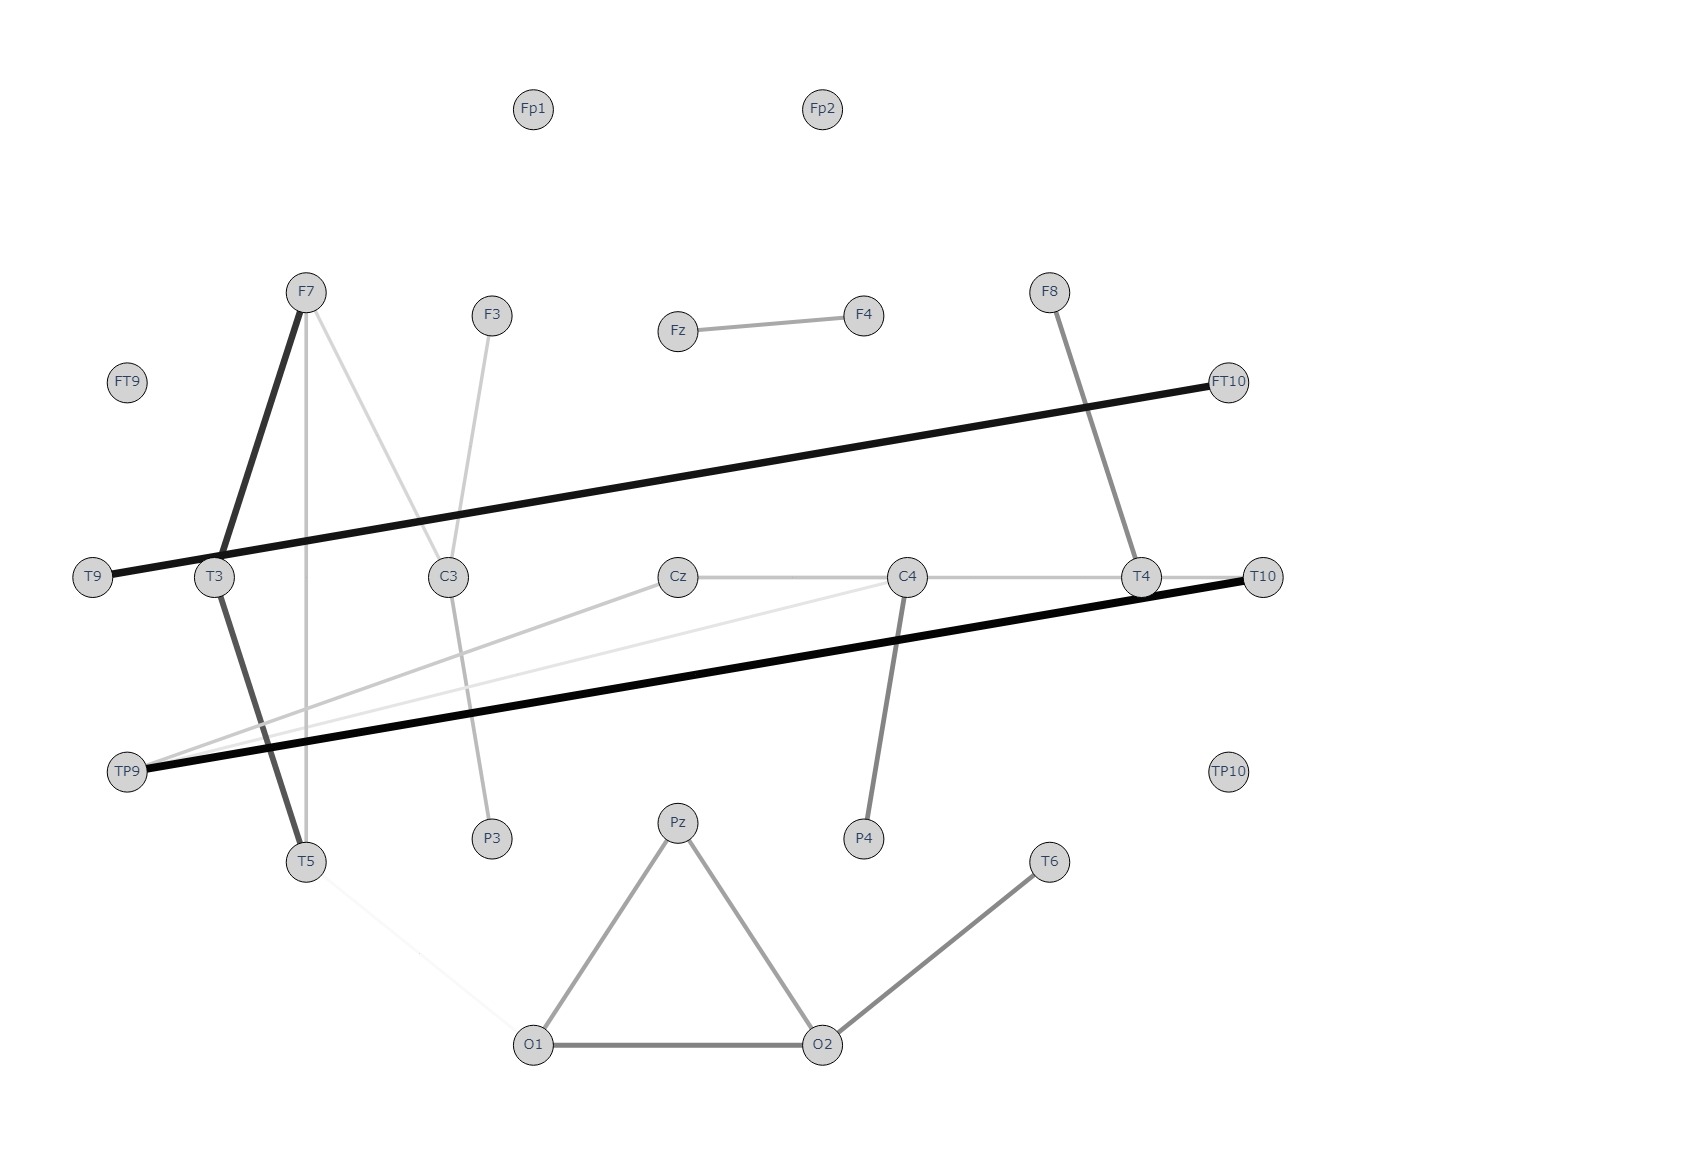 Fp1 Fp2
F7 F3 Fz F4 F8
FT9 FT10
T9 T3 C3 Cz C4 T4 T10
TP9 TP10
T5 P3 Pz P4 T6
O1 O2